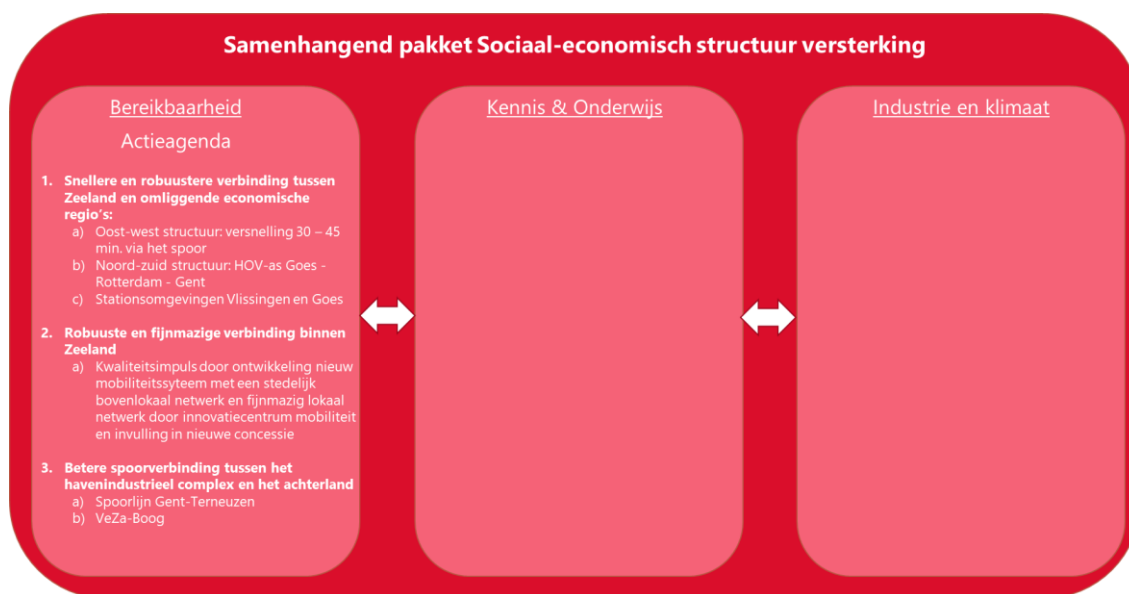 Samenhangend pakket Sociaal-economisch structuur versterking
Bereikbaarheid
Actieagenda
1. Snellere en robuustere verbinding tussen
Zeeland en omliggende economische
regio's:
a) Oost-west structuur: versnelling 30 – 45
min. via het spoor
b) Noord-zuid structuur: HOV-as Goes -
Rotterdam - Gent
c) Stationsomgevingen Vlissingen en Goes
2. Robuuste en fijnmazige verbinding binnen
Zeeland
a) Kwaliteitsimpuls door ontwikkeling nieuw
mobiliteitssyteem met een stedelijk
bovenlokaal netwerk en fijnmazig lokaal
netwerk door innovatiecentrum mobiliteit
en invulling in nieuwe concessie
3. Betere spoorverbinding tussen het
havenindustrieel complex en het achterland
a) Spoorlijn Gent-Terneuzen
b) VeZa-Boog
Kennis & Onderwijs
Industrie en klimaat